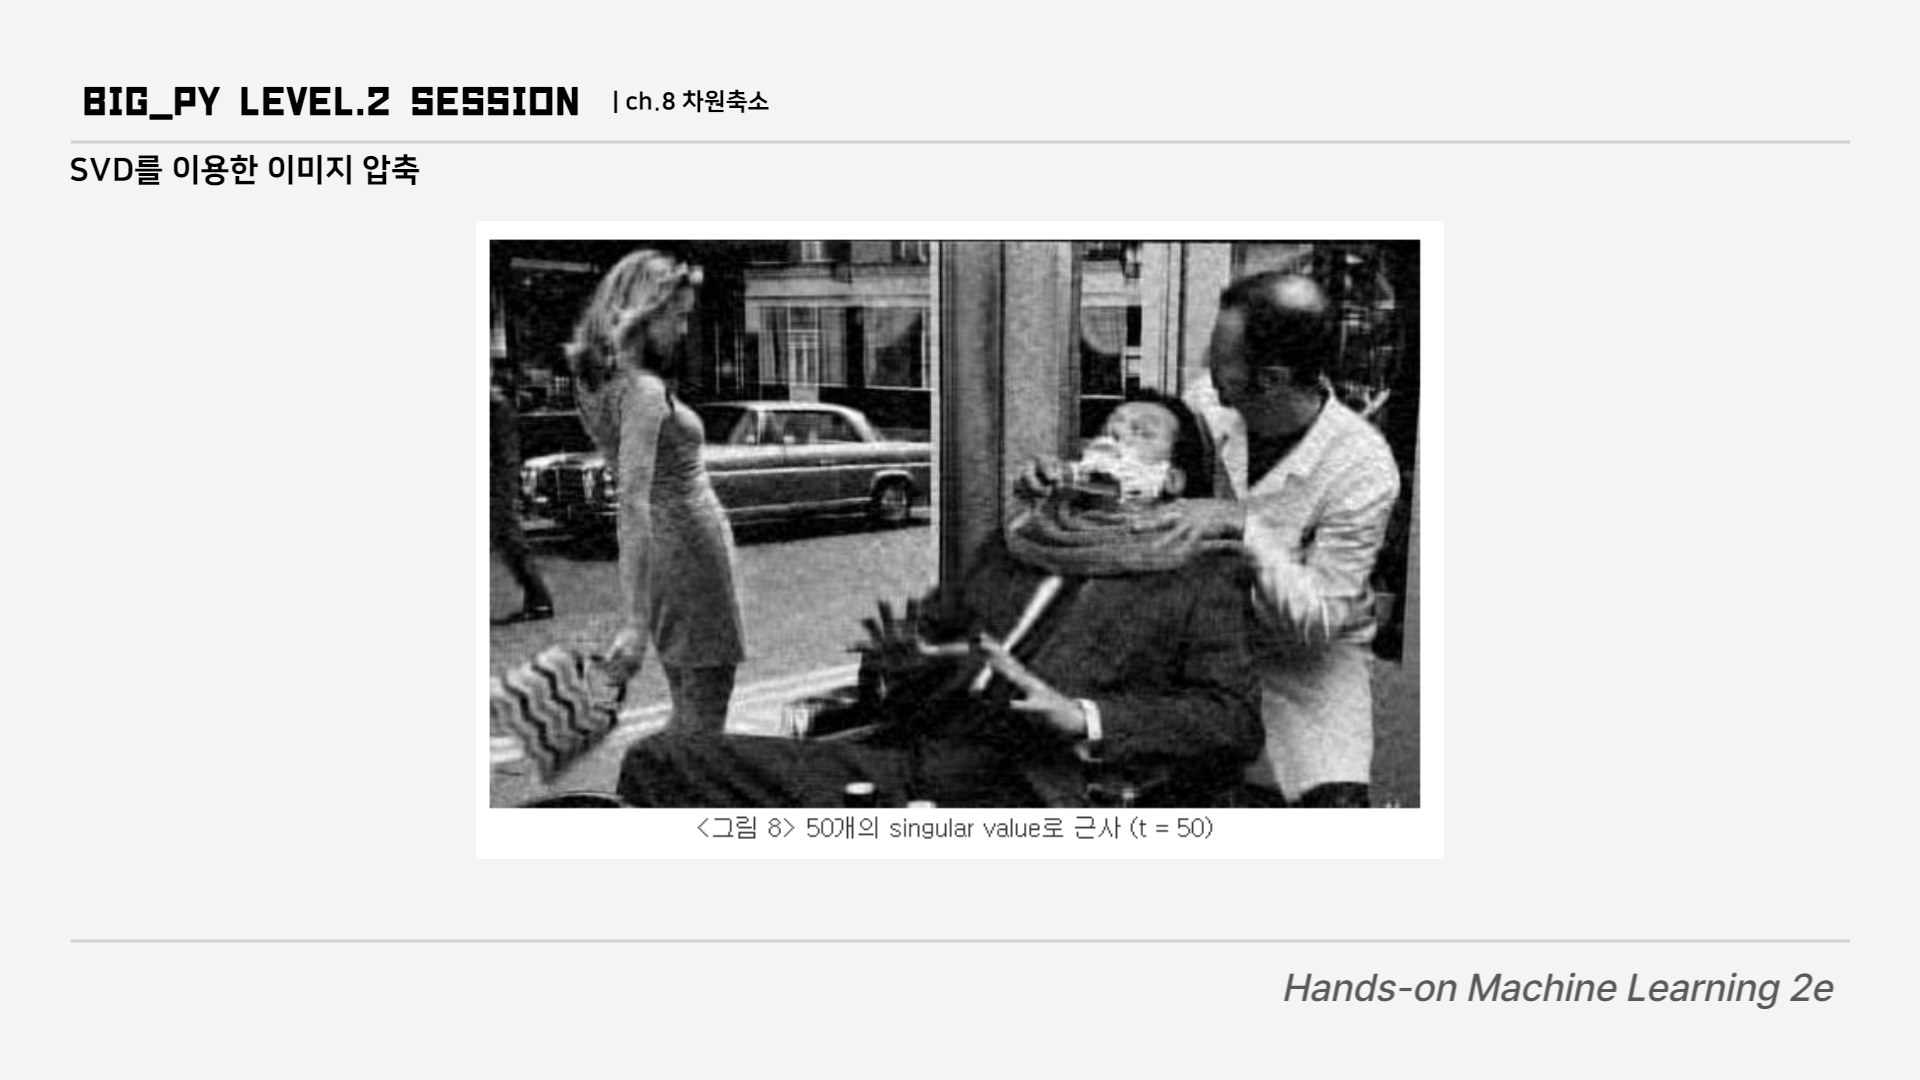 BIG_PY LEVEL.2 SESSION | ch.8 차원축소
SVD를 이용한 이미지 압축
<그림 8> 50개의 singular value로 근사 (t = 50)
Hands-on Machine Learning 2e